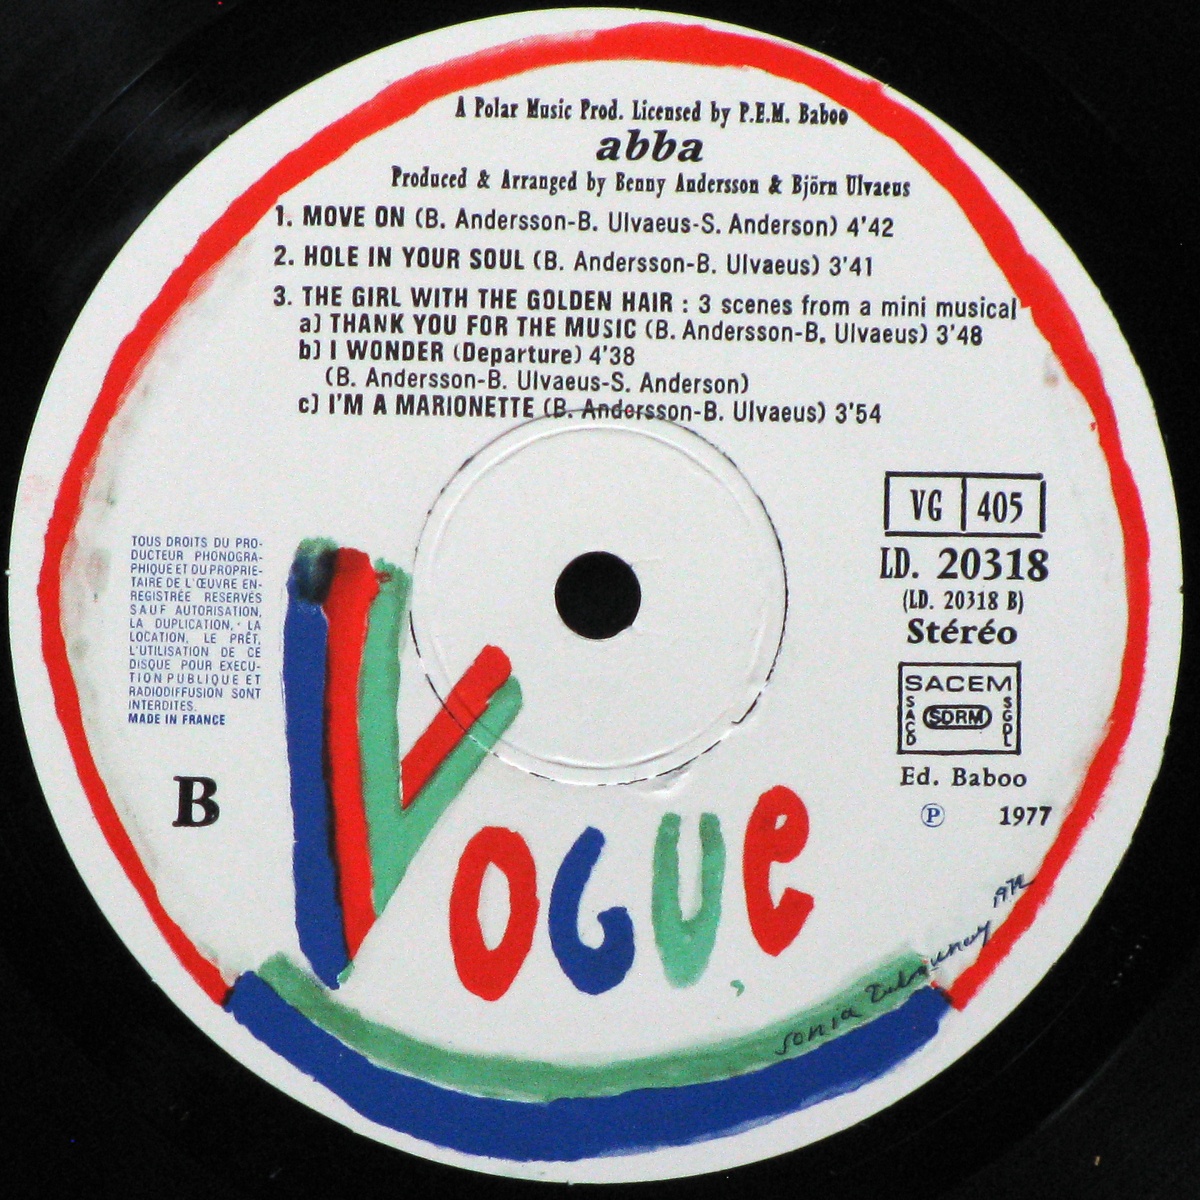 A Polar Music Prod. Licensed by P.E.M. Baboo
abba
Produced & Arranged by Benny Andersson & Björn Ulvaeus
1. MOVE ON (B. Andersson-B. Ulvaeus-S. Anderson) 4'42
2. HOLE IN YOUR SOUL (B. Andersson-B. Ulvaeus) 3'41
3. THE GIRL WITH THE GOLDEN HAIR : 3 scenes from a mini musical
a) THANK YOU FOR THE MUSIC (B. Andersson-B. Ulvaeus) 3'48
b) I WONDER (Departure) 4'38
(B. Andersson-B. Ulvaeus-S. Anderson)
c) I'M A MARIONETTE (B. Andersson-B. Ulvaeus) 3'54
TOUS DROITS DU PRO-
DUCTEUR PHONOGRA-
PHIQUE ET DU PROPRIE-
TAIRE DE L'ŒUVRE EN-
REGISTRÉE RESERVÉS
SAUF AUTORISATION,
LA DUPLICATION, LA
LOCATION, LE PRÊT,
L'UTILISATION DE CE
DISQUE POUR EXECU-
TION PUBLIQUE ET
RADIODIFFUSION SONT
INTERDITES.
MADE IN FRANCE
B
VG 405
LD. 20318
(LD. 20318 B)
Stéréo
SACEM
SACD SDRM SGDL
Ed. Baboo
Ⓟ 1977
VOGUe
sonia Delaunay